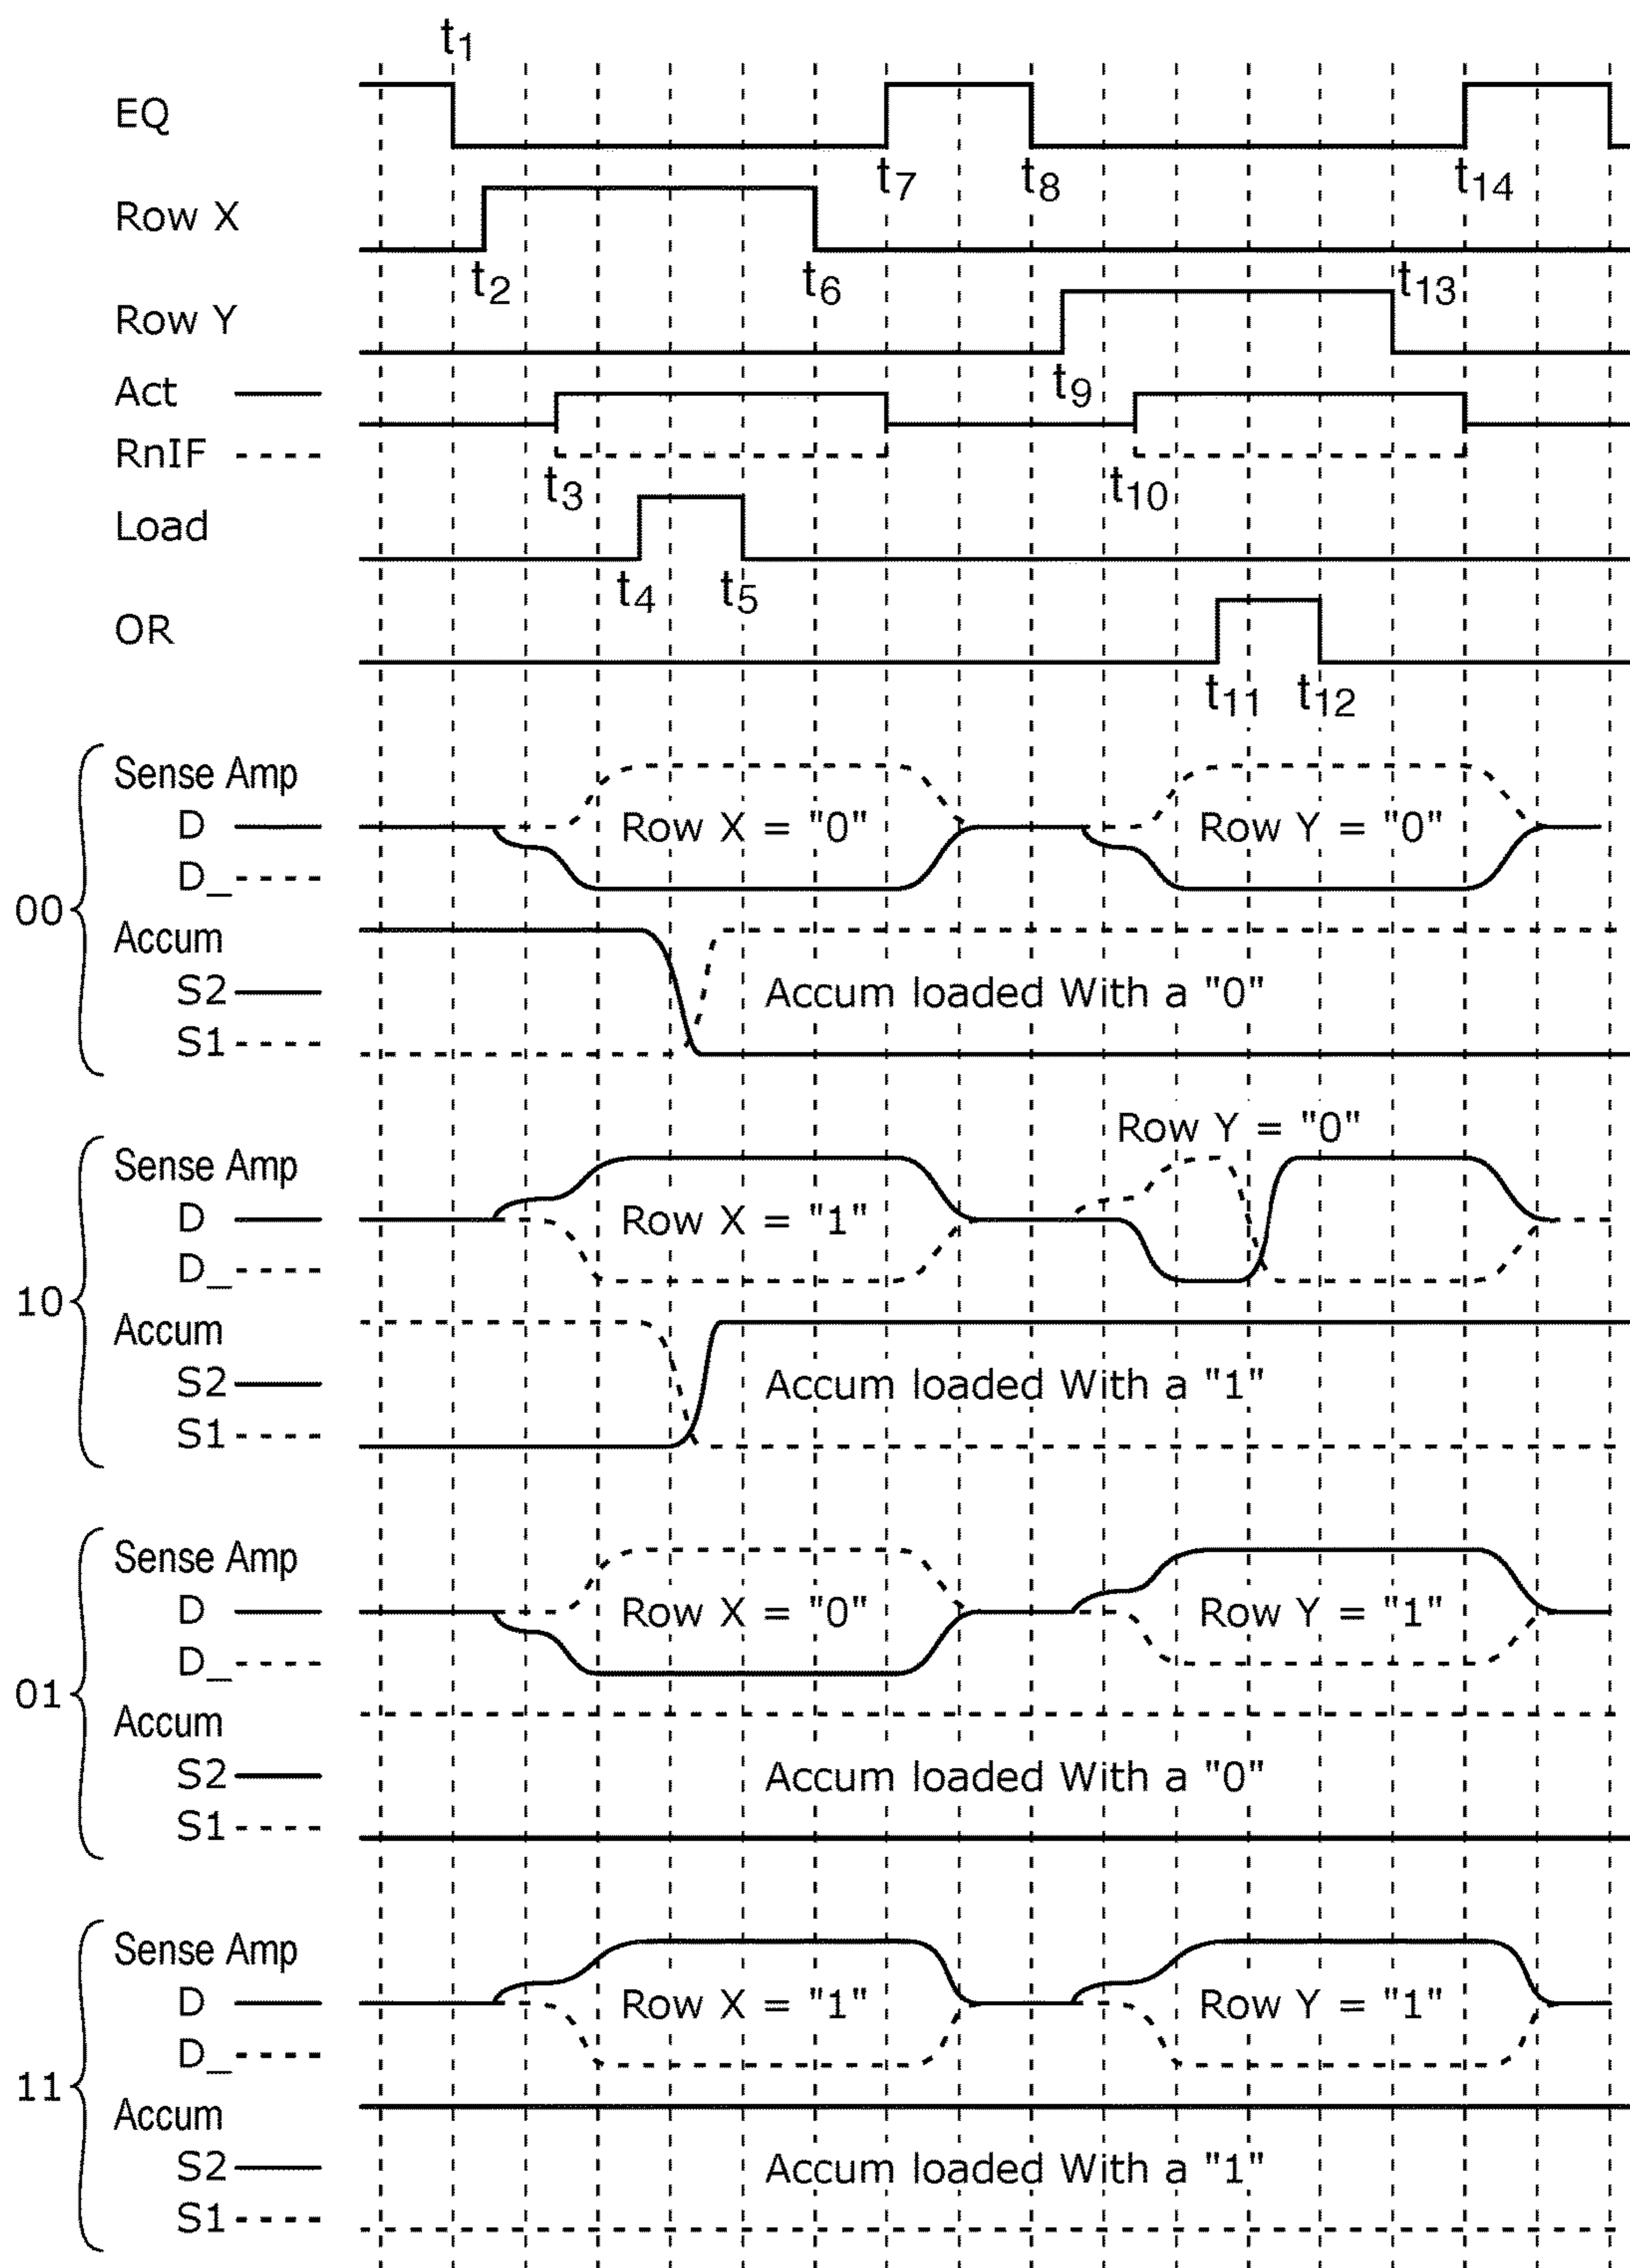 t1
EQ
t7 t8 t14
Row X
t2 t6 t13
Row Y
t9
Act
RnIF
t3 t10
Load
t4 t5
OR
t11 t12
Sense Amp
D Row X = "0" Row Y = "0"
D_
00
Accum
S2 Accum loaded With a "0"
S1
Row Y = "0"
Sense Amp
D Row X = "1"
D_
10
Accum
S2 Accum loaded With a "1"
S1
Sense Amp
D Row X = "0" Row Y = "1"
D_
01
Accum
S2 Accum loaded With a "0"
S1
Sense Amp
D Row X = "1" Row Y = "1"
D_
11
Accum
S2 Accum loaded With a "1"
S1